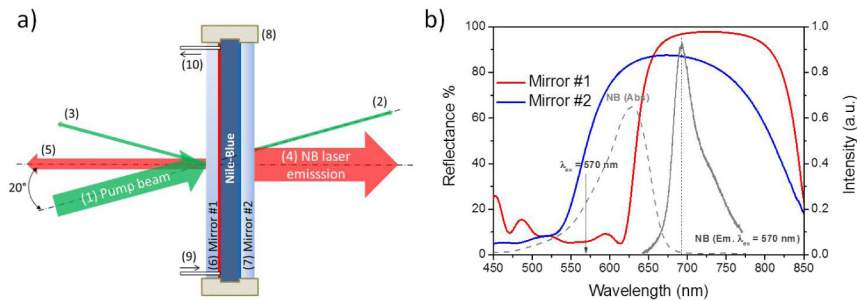 a)
(8)
(10)
(3)
(2)
(5)
(4) NB laser
emisssion
20°
(1) Pump beam
Nile-Blue
(6) Mirror #1
(7) Mirror #2
(9)
b)
100
80
60
40
20
0
Reflectance %
1.0
0.8
0.6
0.4
0.2
0.0
Intensity (a.u.)
Mirror #1
Mirror #2
NB (Abs)
λex = 570 nm
NB (Em. λex = 570 nm)
450 500 550 600 650 700 750 800 850
Wavelength (nm)